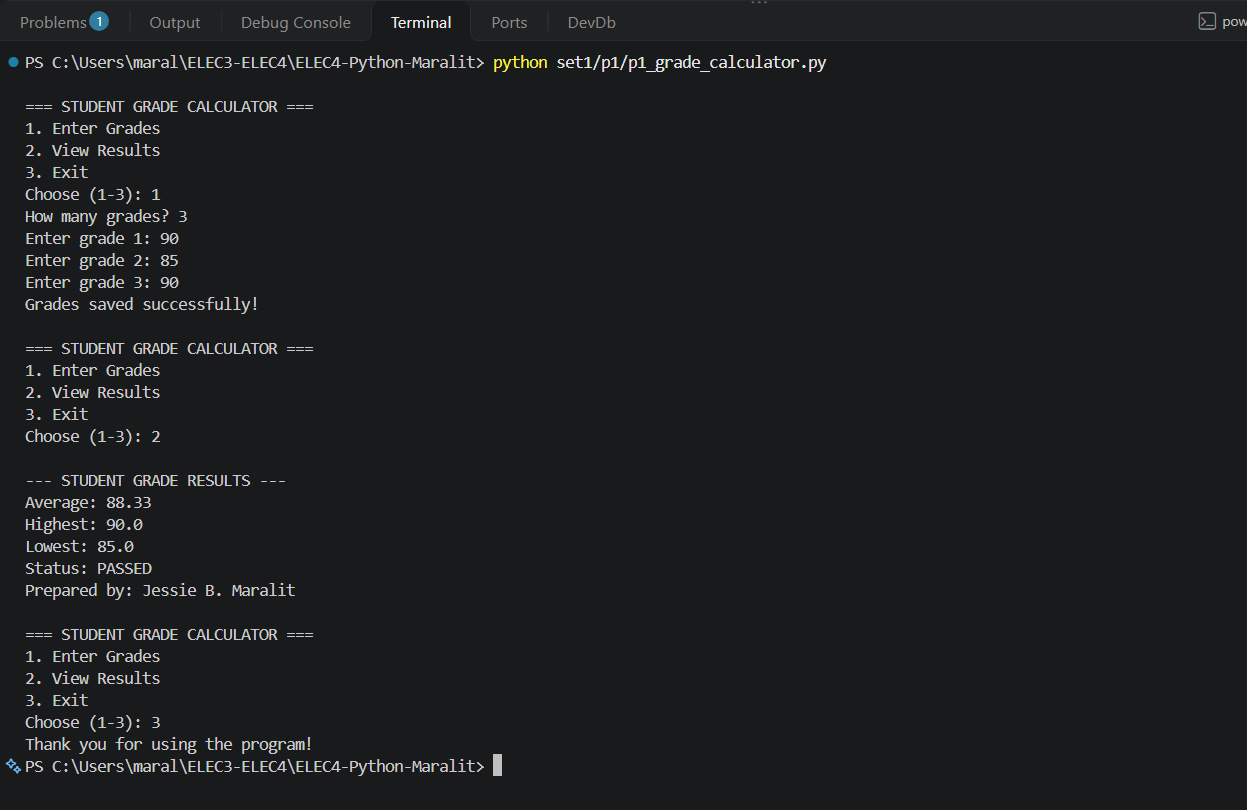 Problems 1 Output Debug Console Terminal Ports DevDb pow
PS C:\Users\maral\ELEC3-ELEC4\ELEC4-Python-Maralit> python set1/p1/p1_grade_calculator.py
=== STUDENT GRADE CALCULATOR ===
1. Enter Grades
2. View Results
3. Exit
Choose (1-3): 1
How many grades? 3
Enter grade 1: 90
Enter grade 2: 85
Enter grade 3: 90
Grades saved successfully!
=== STUDENT GRADE CALCULATOR ===
1. Enter Grades
2. View Results
3. Exit
Choose (1-3): 2
--- STUDENT GRADE RESULTS ---
Average: 88.33
Highest: 90.0
Lowest: 85.0
Status: PASSED
Prepared by: Jessie B. Maralit
=== STUDENT GRADE CALCULATOR ===
1. Enter Grades
2. View Results
3. Exit
Choose (1-3): 3
Thank you for using the program!
PS C:\Users\maral\ELEC3-ELEC4\ELEC4-Python-Maralit>